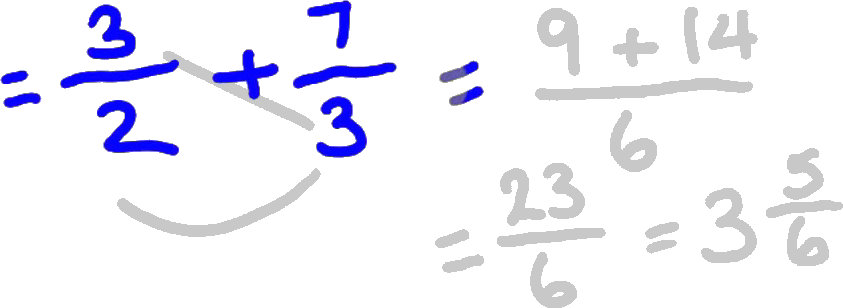 = 3/2 + 7/3 = (9 + 14)/6
= 23/6 = 3 5/6